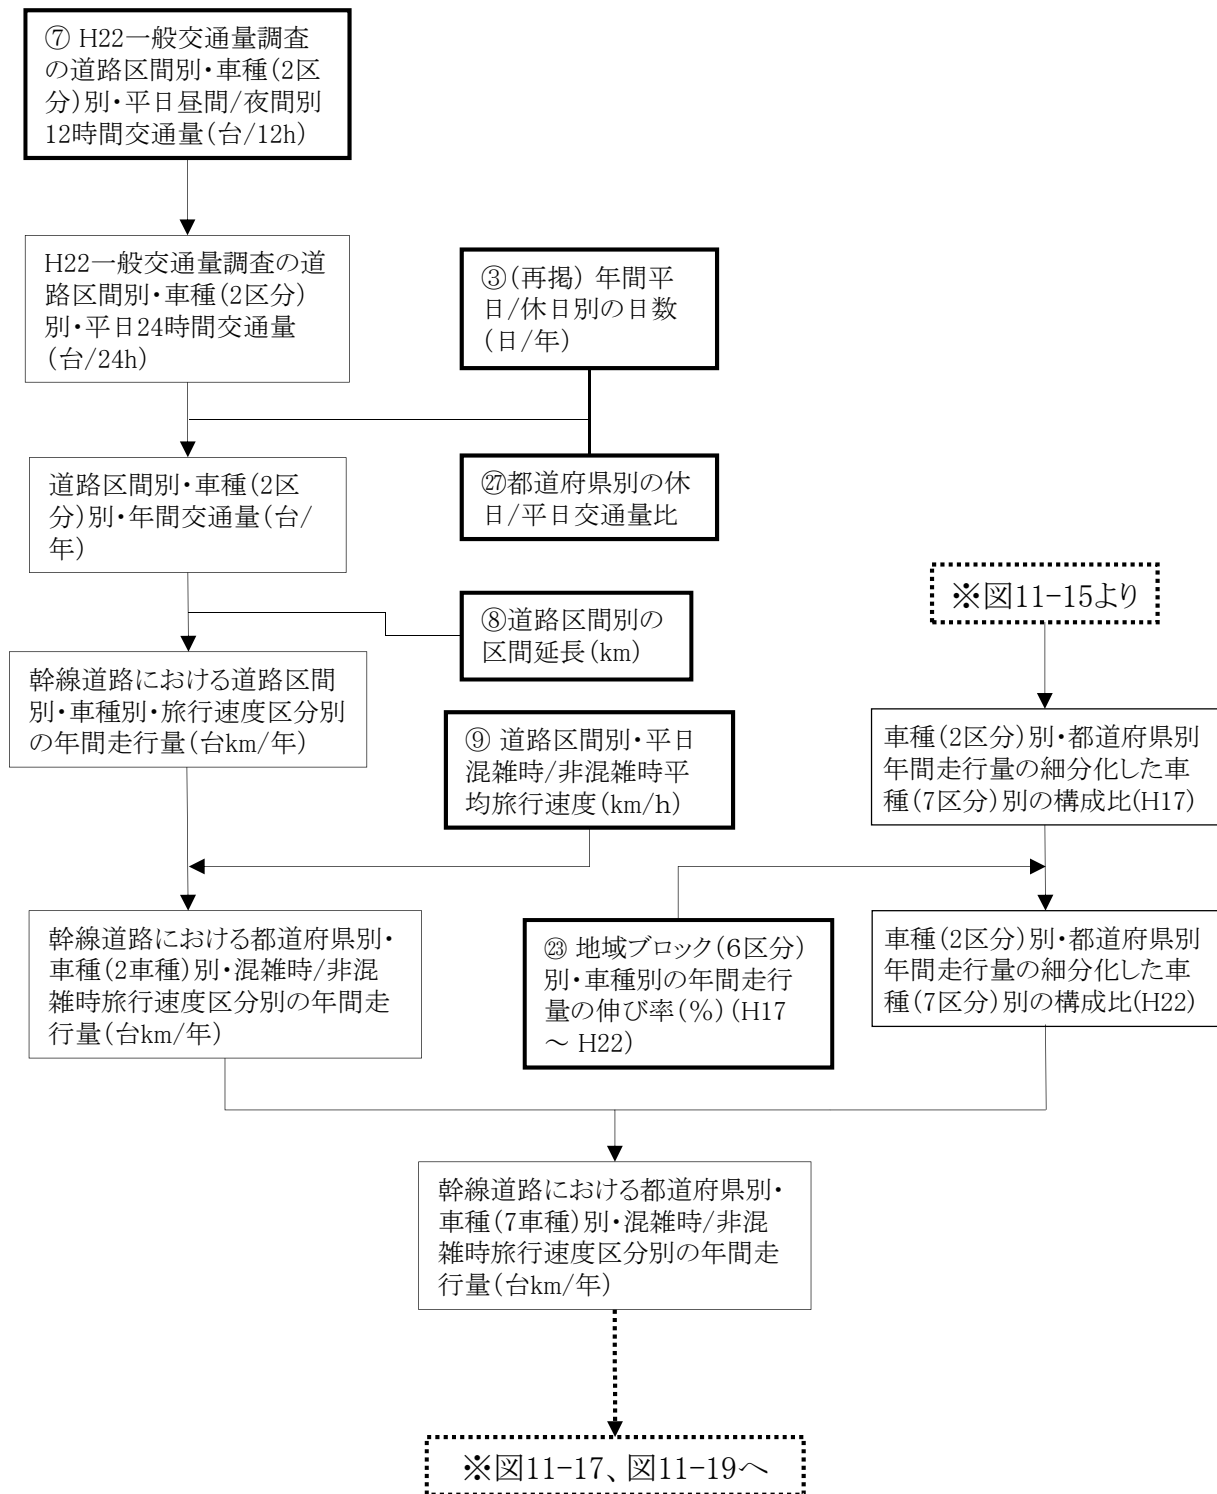 ⑦ H22一般交通量調査
の道路区間別・車種(2区
分)別・平日昼間/夜間別
12時間交通量(台/12h)
H22一般交通量調査の道
路区間別・車種(2区分)
別・平日24時間交通量
(台/24h)
③(再掲) 年間平
日/休日別の日数
(日/年)
道路区間別・車種(2区
分)別・年間交通量(台/
年)
㉗都道府県別の休
日/平日交通量比
⑧道路区間別の
区間延長(km)
※図11-15より
幹線道路における道路区間
別・車種別・旅行速度区分別
の年間走行量(台km/年)
⑨ 道路区間別・平日
混雑時/非混雑時平
均旅行速度(km/h)
車種(2区分)別・都道府県別
年間走行量の細分化した車
種(7区分)別の構成比(H17)
幹線道路における都道府県別・
車種(2車種)別・混雑時/非混
雑時旅行速度区分別の年間走
行量(台km/年)
㉓ 地域ブロック(6区分)
別・車種別の年間走行
量の伸び率(%)(H17
～ H22)
車種(2区分)別・都道府県別
年間走行量の細分化した車
種(7区分)別の構成比(H22)
幹線道路における都道府県別・
車種(7車種)別・混雑時/非混
雑時旅行速度区分別の年間走
行量(台km/年)
※図11-17、図11-19へ